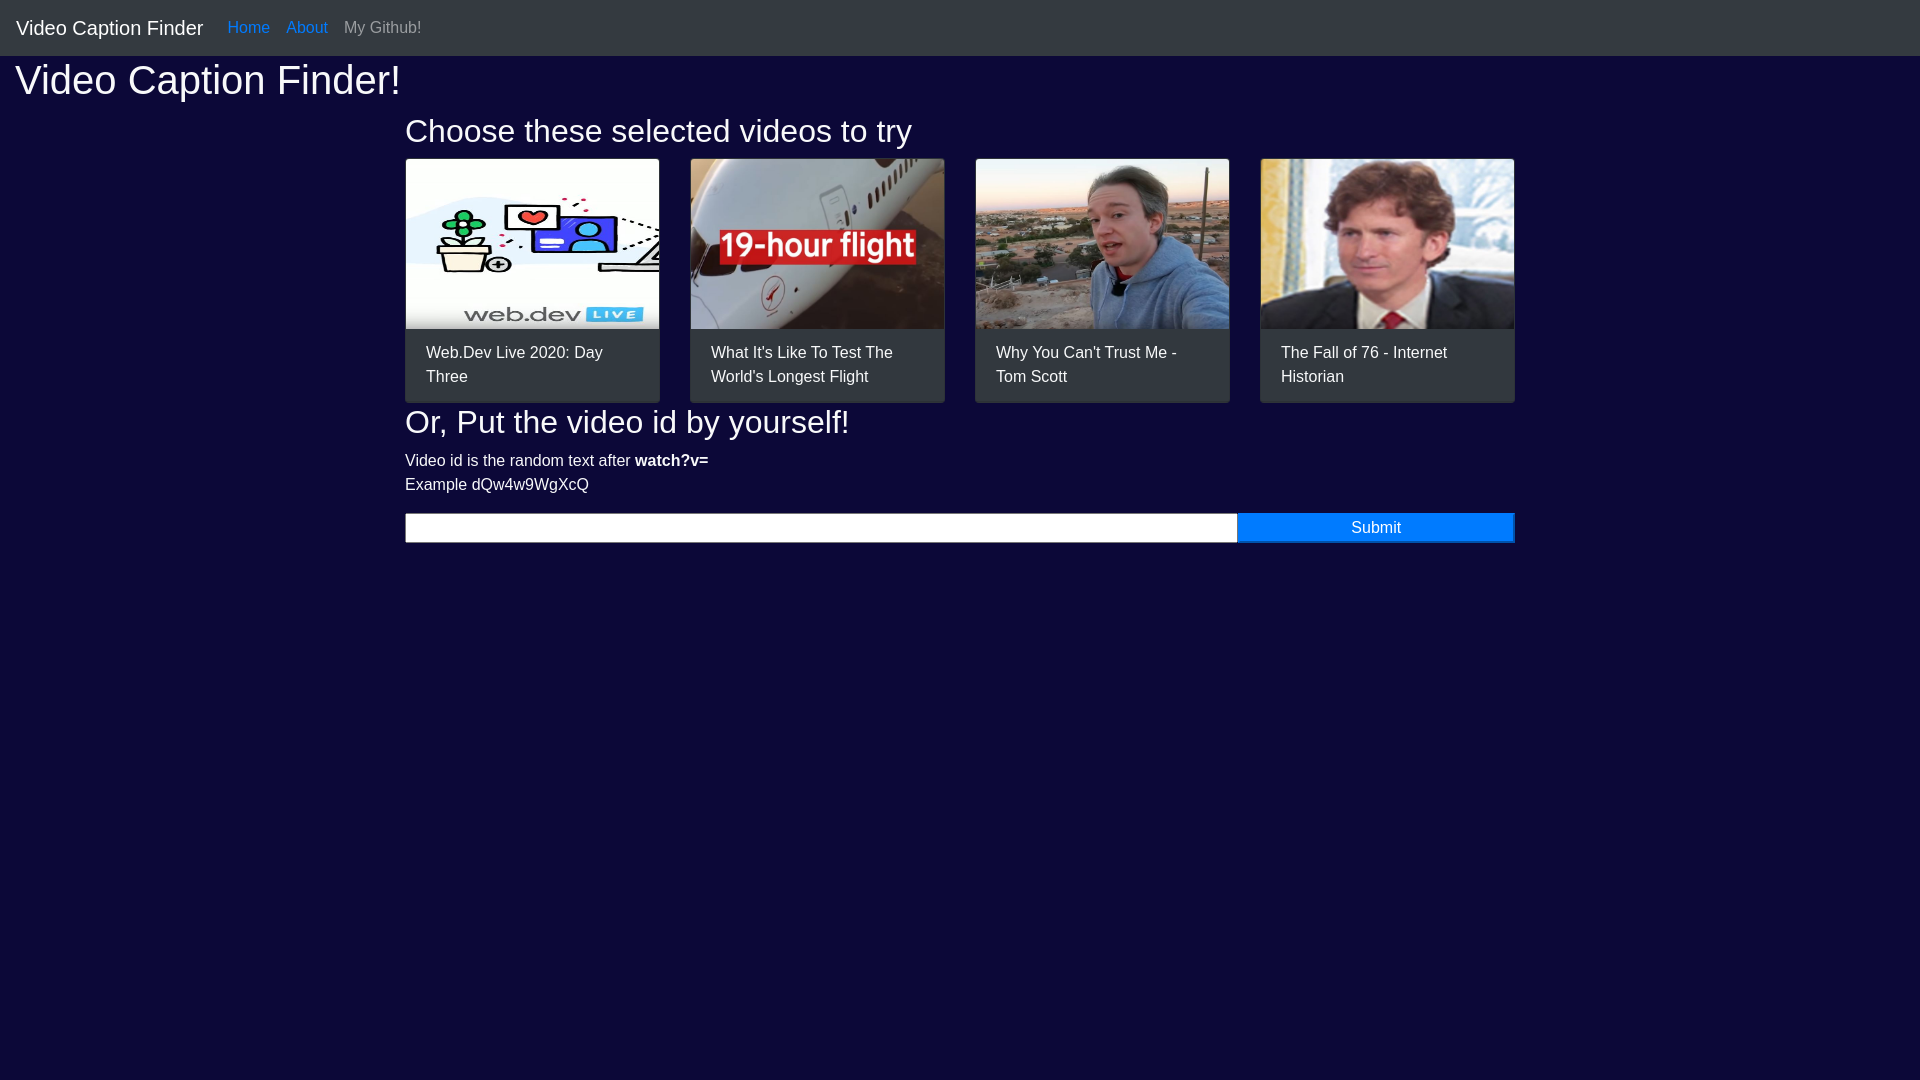 Video Caption Finder Home About My Github!
Video Caption Finder!
Choose these selected videos to try
web.dev LIVE
19-hour flight
Web.Dev Live 2020: Day
Three
What It's Like To Test The
World's Longest Flight
Why You Can't Trust Me -
Tom Scott
The Fall of 76 - Internet
Historian
Or, Put the video id by yourself!
Video id is the random text after watch?v=
Example dQw4w9WgXcQ
Submit